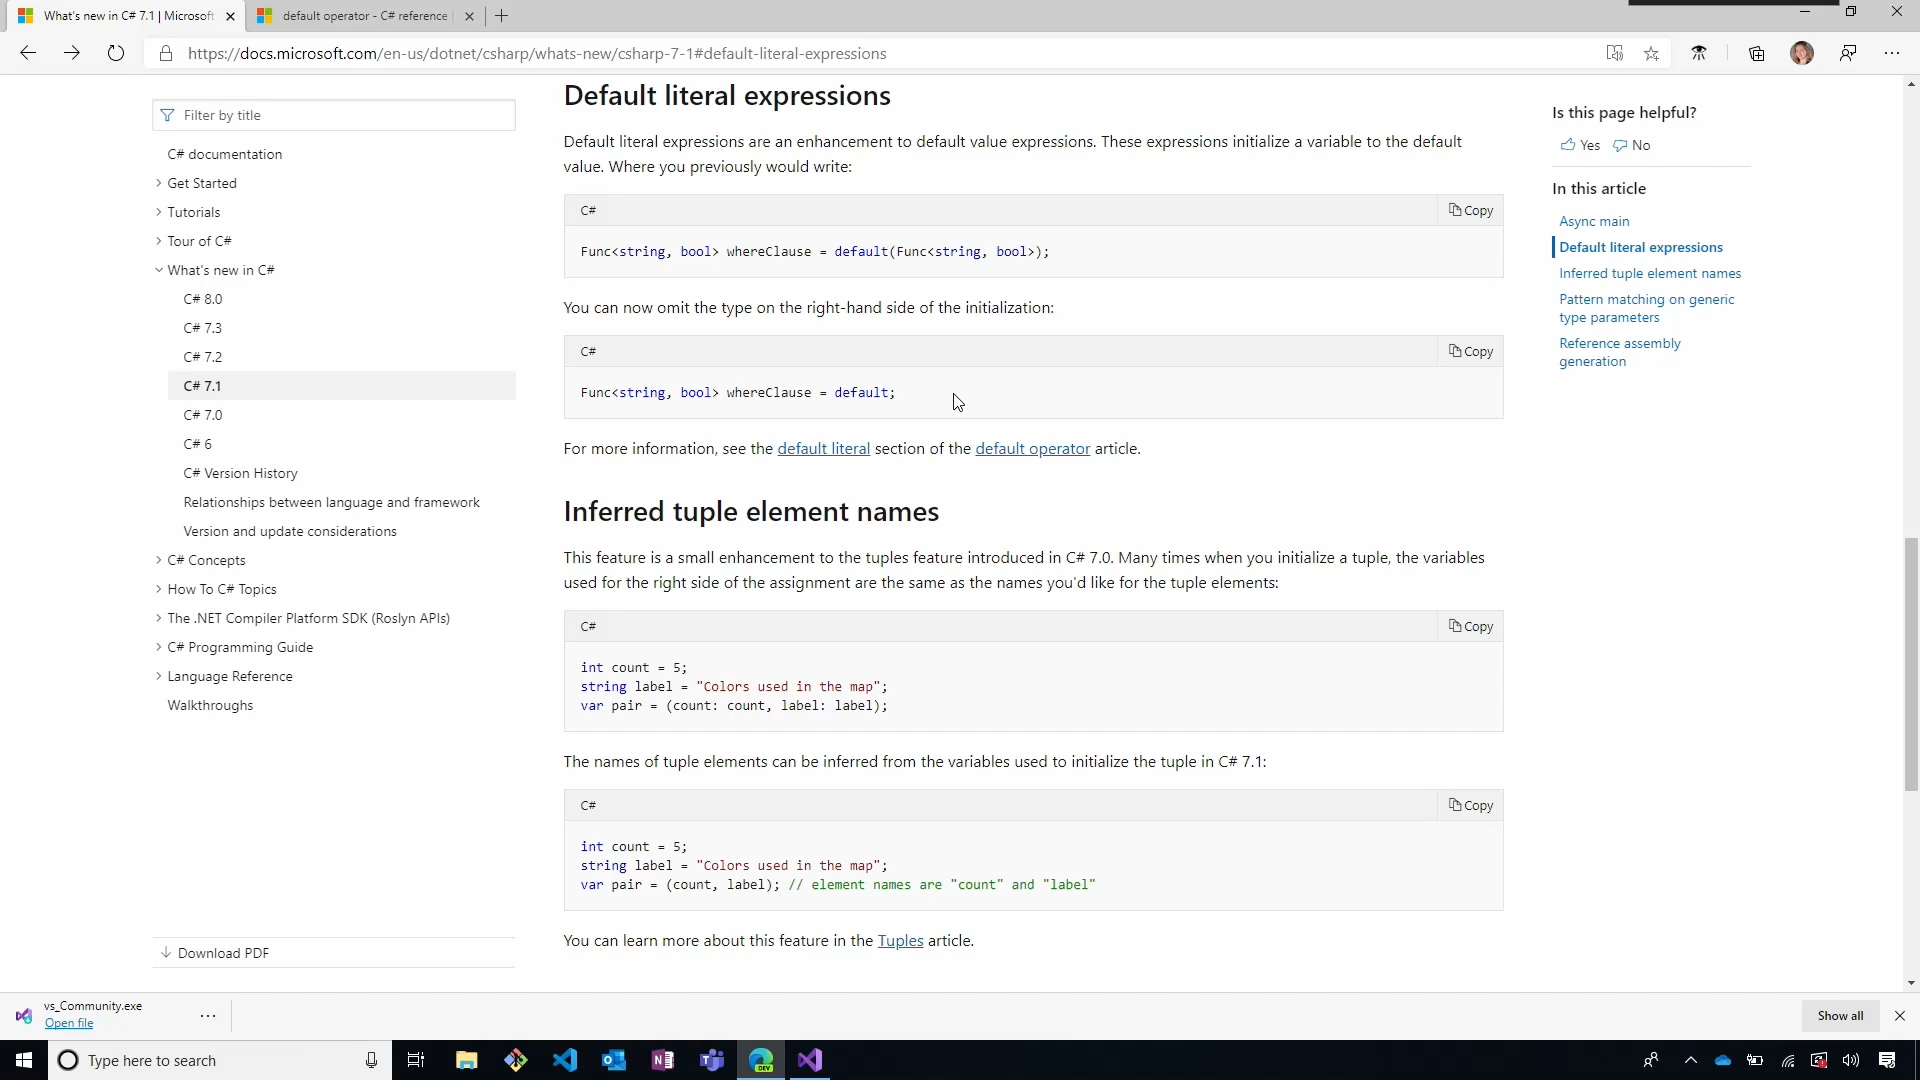 What's new in C# 7.1 | Microsoft
default operator - C# reference
https://docs.microsoft.com/en-us/dotnet/csharp/whats-new/csharp-7-1#default-literal-expressions
Filter by title
C# documentation
Get Started
Tutorials
Tour of C#
What's new in C#
C# 8.0
C# 7.3
C# 7.2
C# 7.1
C# 7.0
C# 6
C# Version History
Relationships between language and framework
Version and update considerations
C# Concepts
How To C# Topics
The .NET Compiler Platform SDK (Roslyn APIs)
C# Programming Guide
Language Reference
Walkthroughs
Download PDF
Default literal expressions
Default literal expressions are an enhancement to default value expressions. These expressions initialize a variable to the default
value. Where you previously would write:
C#
Copy
Func<string, bool> whereClause = default(Func<string, bool>);
You can now omit the type on the right-hand side of the initialization:
C#
Copy
Func<string, bool> whereClause = default;
For more information, see the default literal section of the default operator article.
Inferred tuple element names
This feature is a small enhancement to the tuples feature introduced in C# 7.0. Many times when you initialize a tuple, the variables
used for the right side of the assignment are the same as the names you'd like for the tuple elements:
C#
Copy
int count = 5;
string label = "Colors used in the map";
var pair = (count: count, label: label);
The names of tuple elements can be inferred from the variables used to initialize the tuple in C# 7.1:
C#
Copy
int count = 5;
string label = "Colors used in the map";
var pair = (count, label); // element names are "count" and "label"
You can learn more about this feature in the Tuples article.
Is this page helpful?
Yes
No
In this article
Async main
Default literal expressions
Inferred tuple element names
Pattern matching on generic
type parameters
Reference assembly
generation
vs_Community.exe
Open file
Show all
Type here to search
DEV